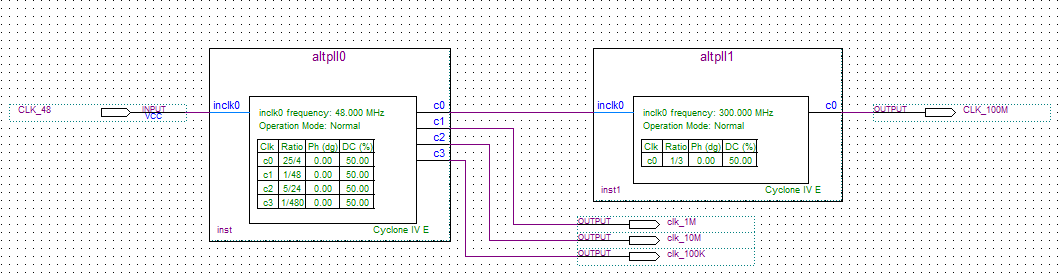 altpll0
altpll1
CLK_48
INPUT
VCC
inclk0
inclk0 frequency: 48.000 MHz
Operation Mode: Normal
Clk Ratio Ph (dg) DC (%)
c0 25/4 0.00 50.00
c1 1/48 0.00 50.00
c2 5/24 0.00 50.00
c3 1/480 0.00 50.00
c0
c1
c2
c3
inst
Cyclone IV E
inclk0
inclk0 frequency: 300.000 MHz
Operation Mode: Normal
Clk Ratio Ph (dg) DC (%)
c0 1/3 0.00 50.00
c0
inst1
Cyclone IV E
OUTPUT
CLK_100M
OUTPUT clk_1M
OUTPUT clk_10M
OUTPUT clk_100K